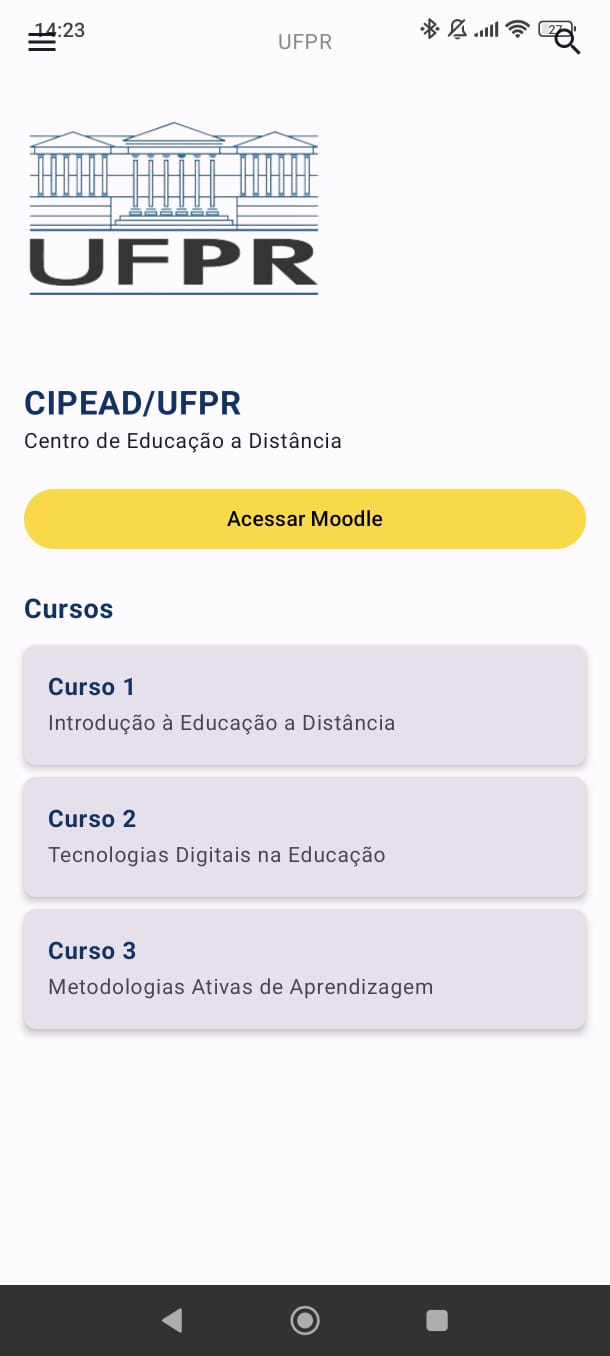 14:23
27
UFPR
UFPR
CIPEAD/UFPR
Centro de Educação a Distância
Acessar Moodle
Cursos
Curso 1
Introdução à Educação a Distância
Curso 2
Tecnologias Digitais na Educação
Curso 3
Metodologias Ativas de Aprendizagem